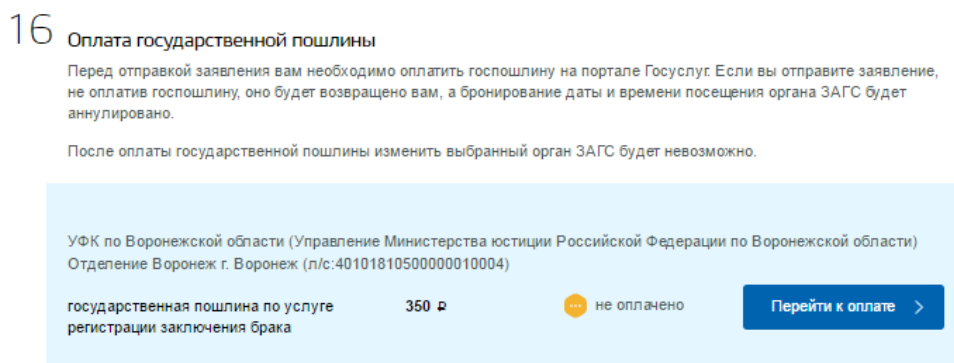 16 Оплата государственной пошлины
Перед отправкой заявления вам необходимо оплатить госпошлину на портале Госуслуг. Если вы отправите заявление,
не оплатив госпошлину, оно будет возвращено вам, а бронирование даты и времени посещения органа ЗАГС будет
аннулировано.
После оплаты государственной пошлины изменить выбранный орган ЗАГС будет невозможно.
УФК по Воронежской области (Управление Министерства юстиции Российской Федерации по Воронежской области)
Отделение Воронеж г. Воронеж (л/с:40101810500000010004)
государственная пошлина по услуге 350 ₽ не оплачено Перейти к оплате
регистрации заключения брака